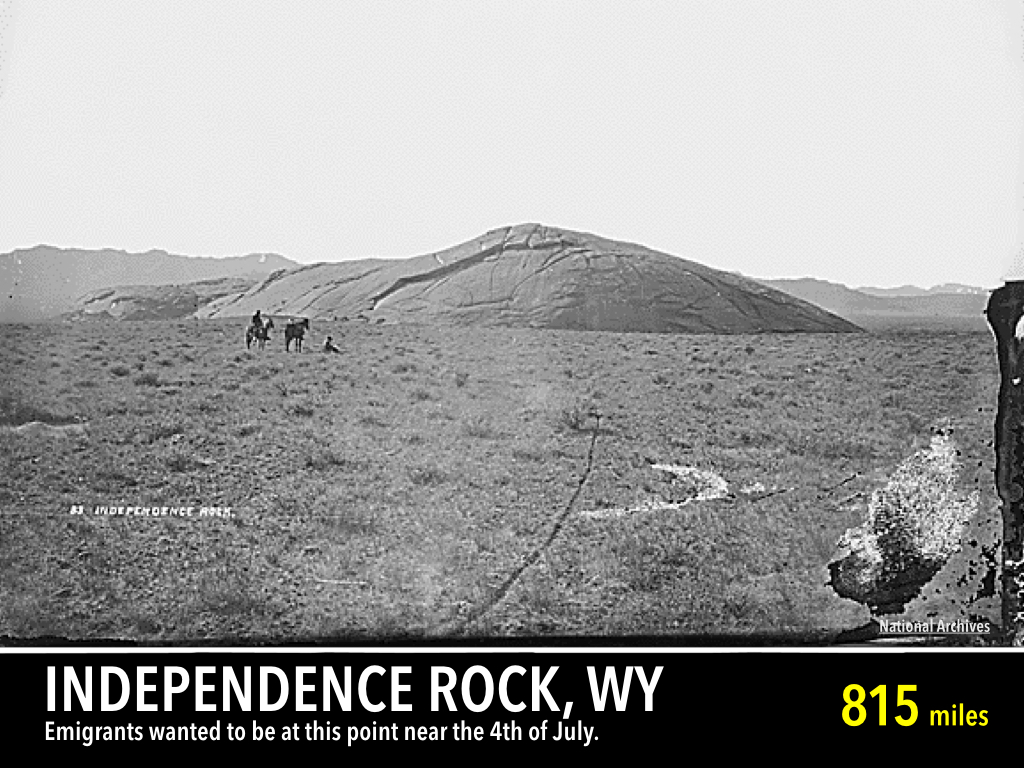 83 INDEPENDENCE ROCK.
National Archives
INDEPENDENCE ROCK, WY
Emigrants wanted to be at this point near the 4th of July.
815 miles